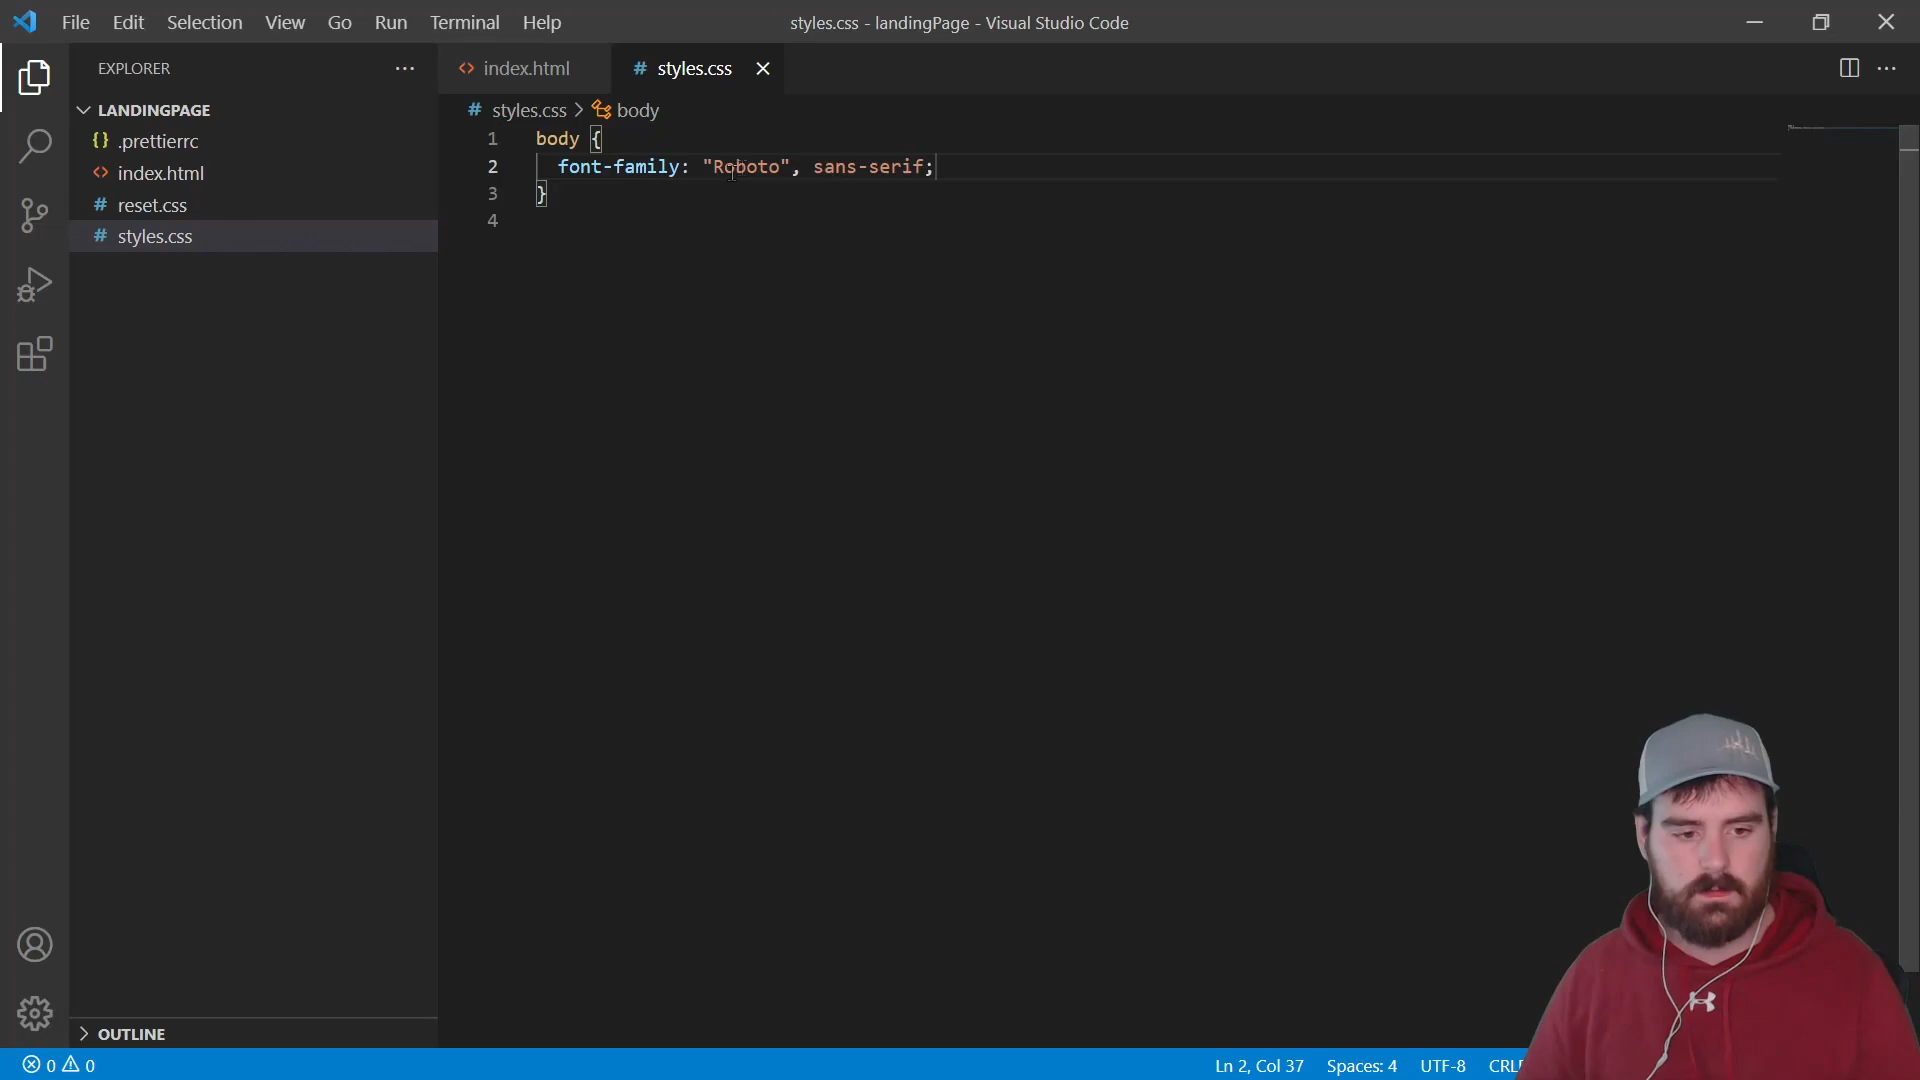 File Edit Selection View Go Run Terminal Help
styles.css - landingPage - Visual Studio Code
EXPLORER
index.html
# styles.css
LANDINGPAGE
{} .prettierrc
<> index.html
# reset.css
# styles.css
# styles.css > body
1 body {
2 font-family: "Roboto", sans-serif;
3 }
4
OUTLINE
0 0
Ln 2, Col 37 Spaces: 4 UTF-8 CRLF